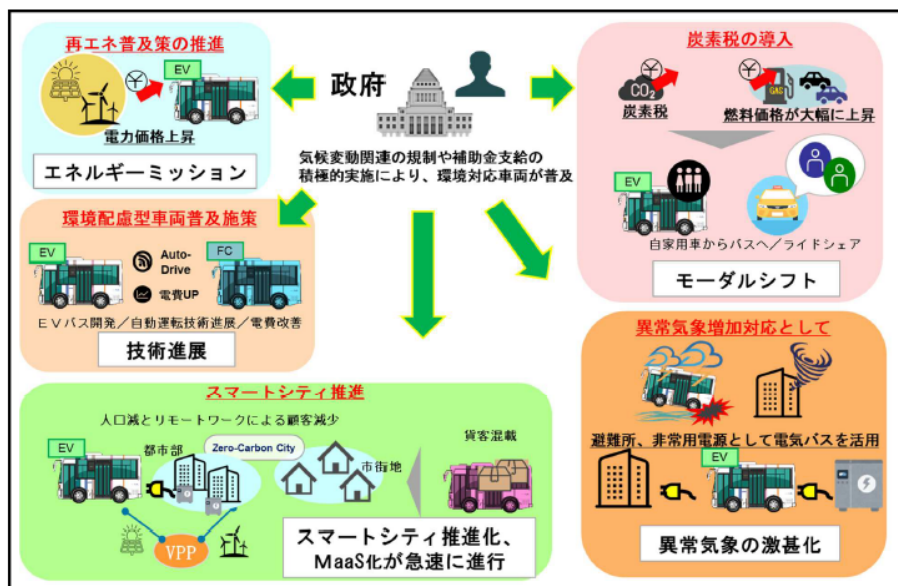 再エネ普及策の推進
EV
電力価格上昇
エネルギーミッション
政府
気候変動関連の規制や補助金支給の
積極的実施により、環境対応車両が普及
炭素税の導入
CO₂
炭素税
GAS
燃料価格が大幅に上昇
EV
自家用車からバスへ／ライドシェア
モーダルシフト
環境配慮型車両普及施策
EV
Auto-
Drive
電費UP
FC
EVバス開発／自動運転技術進展／電費改善
技術進展
スマートシティ推進
人口減とリモートワークによる顧客減少
EV
都市部
Zero-Carbon City
市街地
貨客混載
VPP
スマートシティ推進化、
MaaS化が急速に進行
異常気象増加対応として
避難所、非常用電源として電気バスを活用
EV
異常気象の激甚化